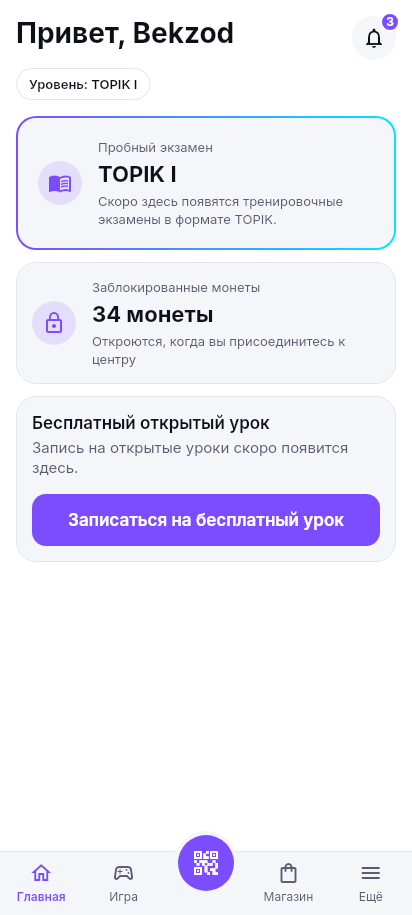 Привет, Bekzod
3
Уровень: TOPIK I
Пробный экзамен
TOPIK I
Скоро здесь появятся тренировочные
экзамены в формате TOPIK.
Заблокированные монеты
34 монеты
Откроются, когда вы присоединитесь к
центру
Бесплатный открытый урок
Запись на открытые уроки скоро появится
здесь.
Записаться на бесплатный урок
Главная
Игра
Магазин
Ещё